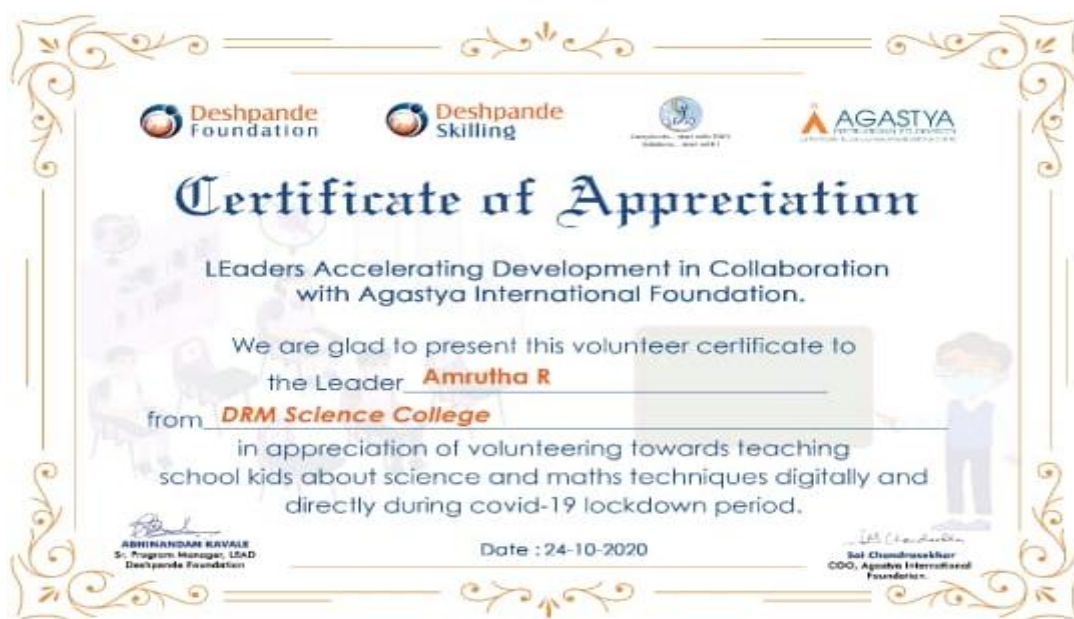 Deshpande Foundation
Deshpande Skilling
AGASTYA
INTERNATIONAL FOUNDATION
Certificate of Appreciation
LEaders Accelerating Development in Collaboration
with Agastya International Foundation.
We are glad to present this volunteer certificate to
the Leader Amrutha R
from DRM Science College
in appreciation of volunteering towards teaching
school kids about science and maths techniques digitally and
directly during covid-19 lockdown period.
ABHINANDAN KAVALE
Sr. Program Manager, LEAD
Deshpande Foundation
Date : 24-10-2020
Sai Chandrasekhar
COO, Agastya International
Foundation.